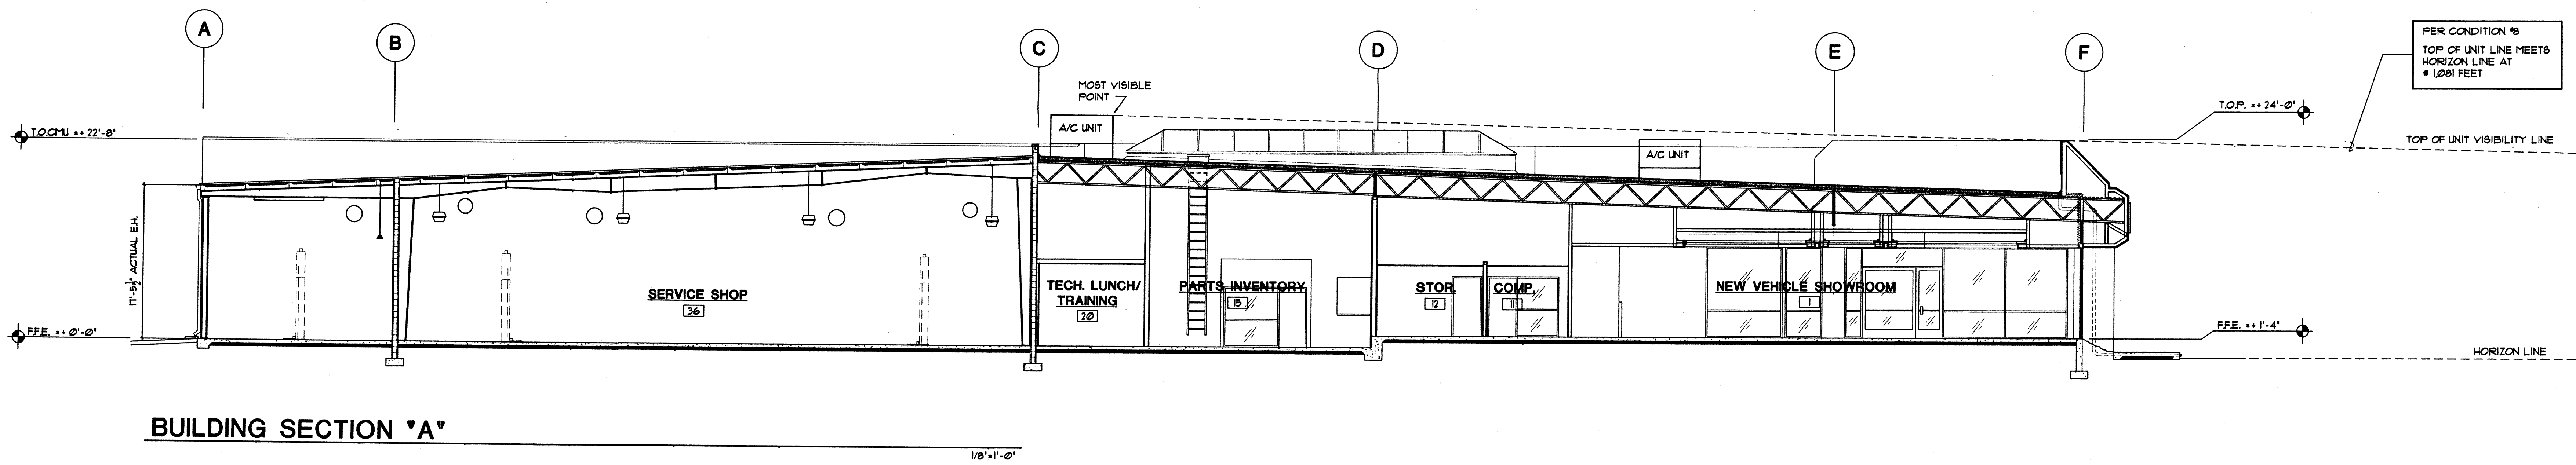 A
B
C
D
E
F
PER CONDITION #8
TOP OF UNIT LINE MEETS
HORIZON LINE AT
± 1,081 FEET
MOST VISIBLE
POINT
T.O.P. = + 24'-0"
T.O.CMU = + 22'-8"
A/C UNIT
A/C UNIT
TOP OF UNIT VISIBILITY LINE
17'-5 1/2" ACTUAL E.H.
SERVICE SHOP
36
TECH. LUNCH/
TRAINING
20
PARTS INVENTORY
15
STOR.
12
COMP.
11
NEW VEHICLE SHOWROOM
1
F.F.E. = + 0'-0"
F.F.E. = + 1'-4"
HORIZON LINE
BUILDING SECTION "A"
1/8"=1'-0"